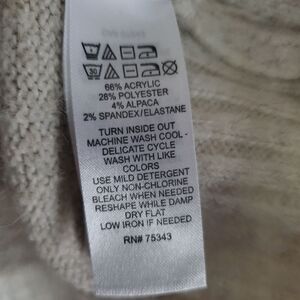 30
66% ACRYLIC
28% POLYESTER
4% ALPACA
2% SPANDEX/ELASTANE
TURN INSIDE OUT
MACHINE WASH COOL -
DELICATE CYCLE
WASH WITH LIKE
COLORS
USE MILD DETERGENT
ONLY NON-CHLORINE
BLEACH WHEN NEEDED
RESHAPE WHILE DAMP
DRY FLAT
LOW IRON IF NEEDED
RN# 75343